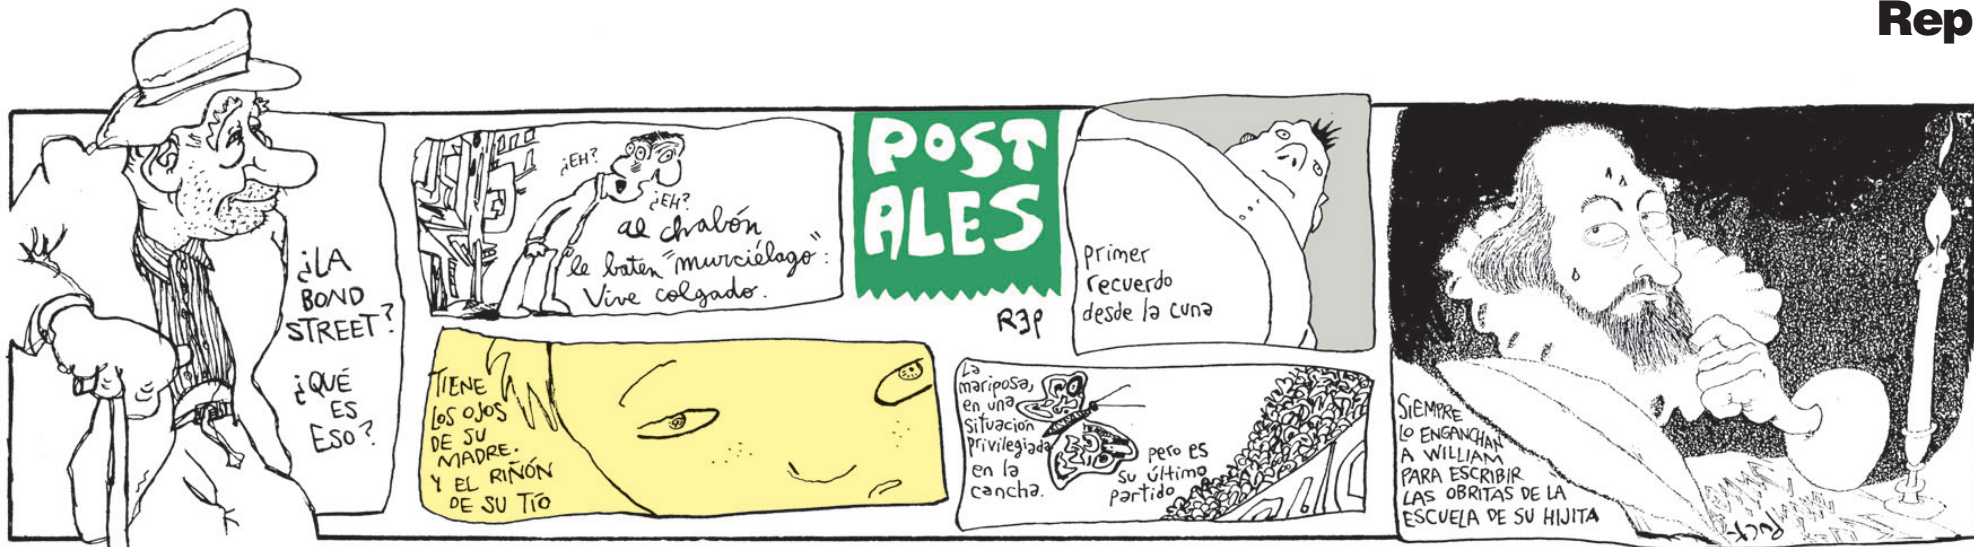 Rep
¿LA
BOND
STREET?
¿QUÉ
ES
ESO?
¿EH?
¿EH?
al chabón
le baten "murciélago":
Vive colgado.
POST
ALES
REP
primer
recuerdo
desde la cuna
TIENE
LOS OJOS
DE SU
MADRE.
Y EL RIÑÓN
DE SU TÍO
La
mariposa,
en una
situación
privilegiada
en la
cancha.
pero es
su último
partido
SIEMPRE
LO ENGANCHAN
A WILLIAM
PARA ESCRIBIR
LAS OBRITAS DE LA
ESCUELA DE SU HIJITA